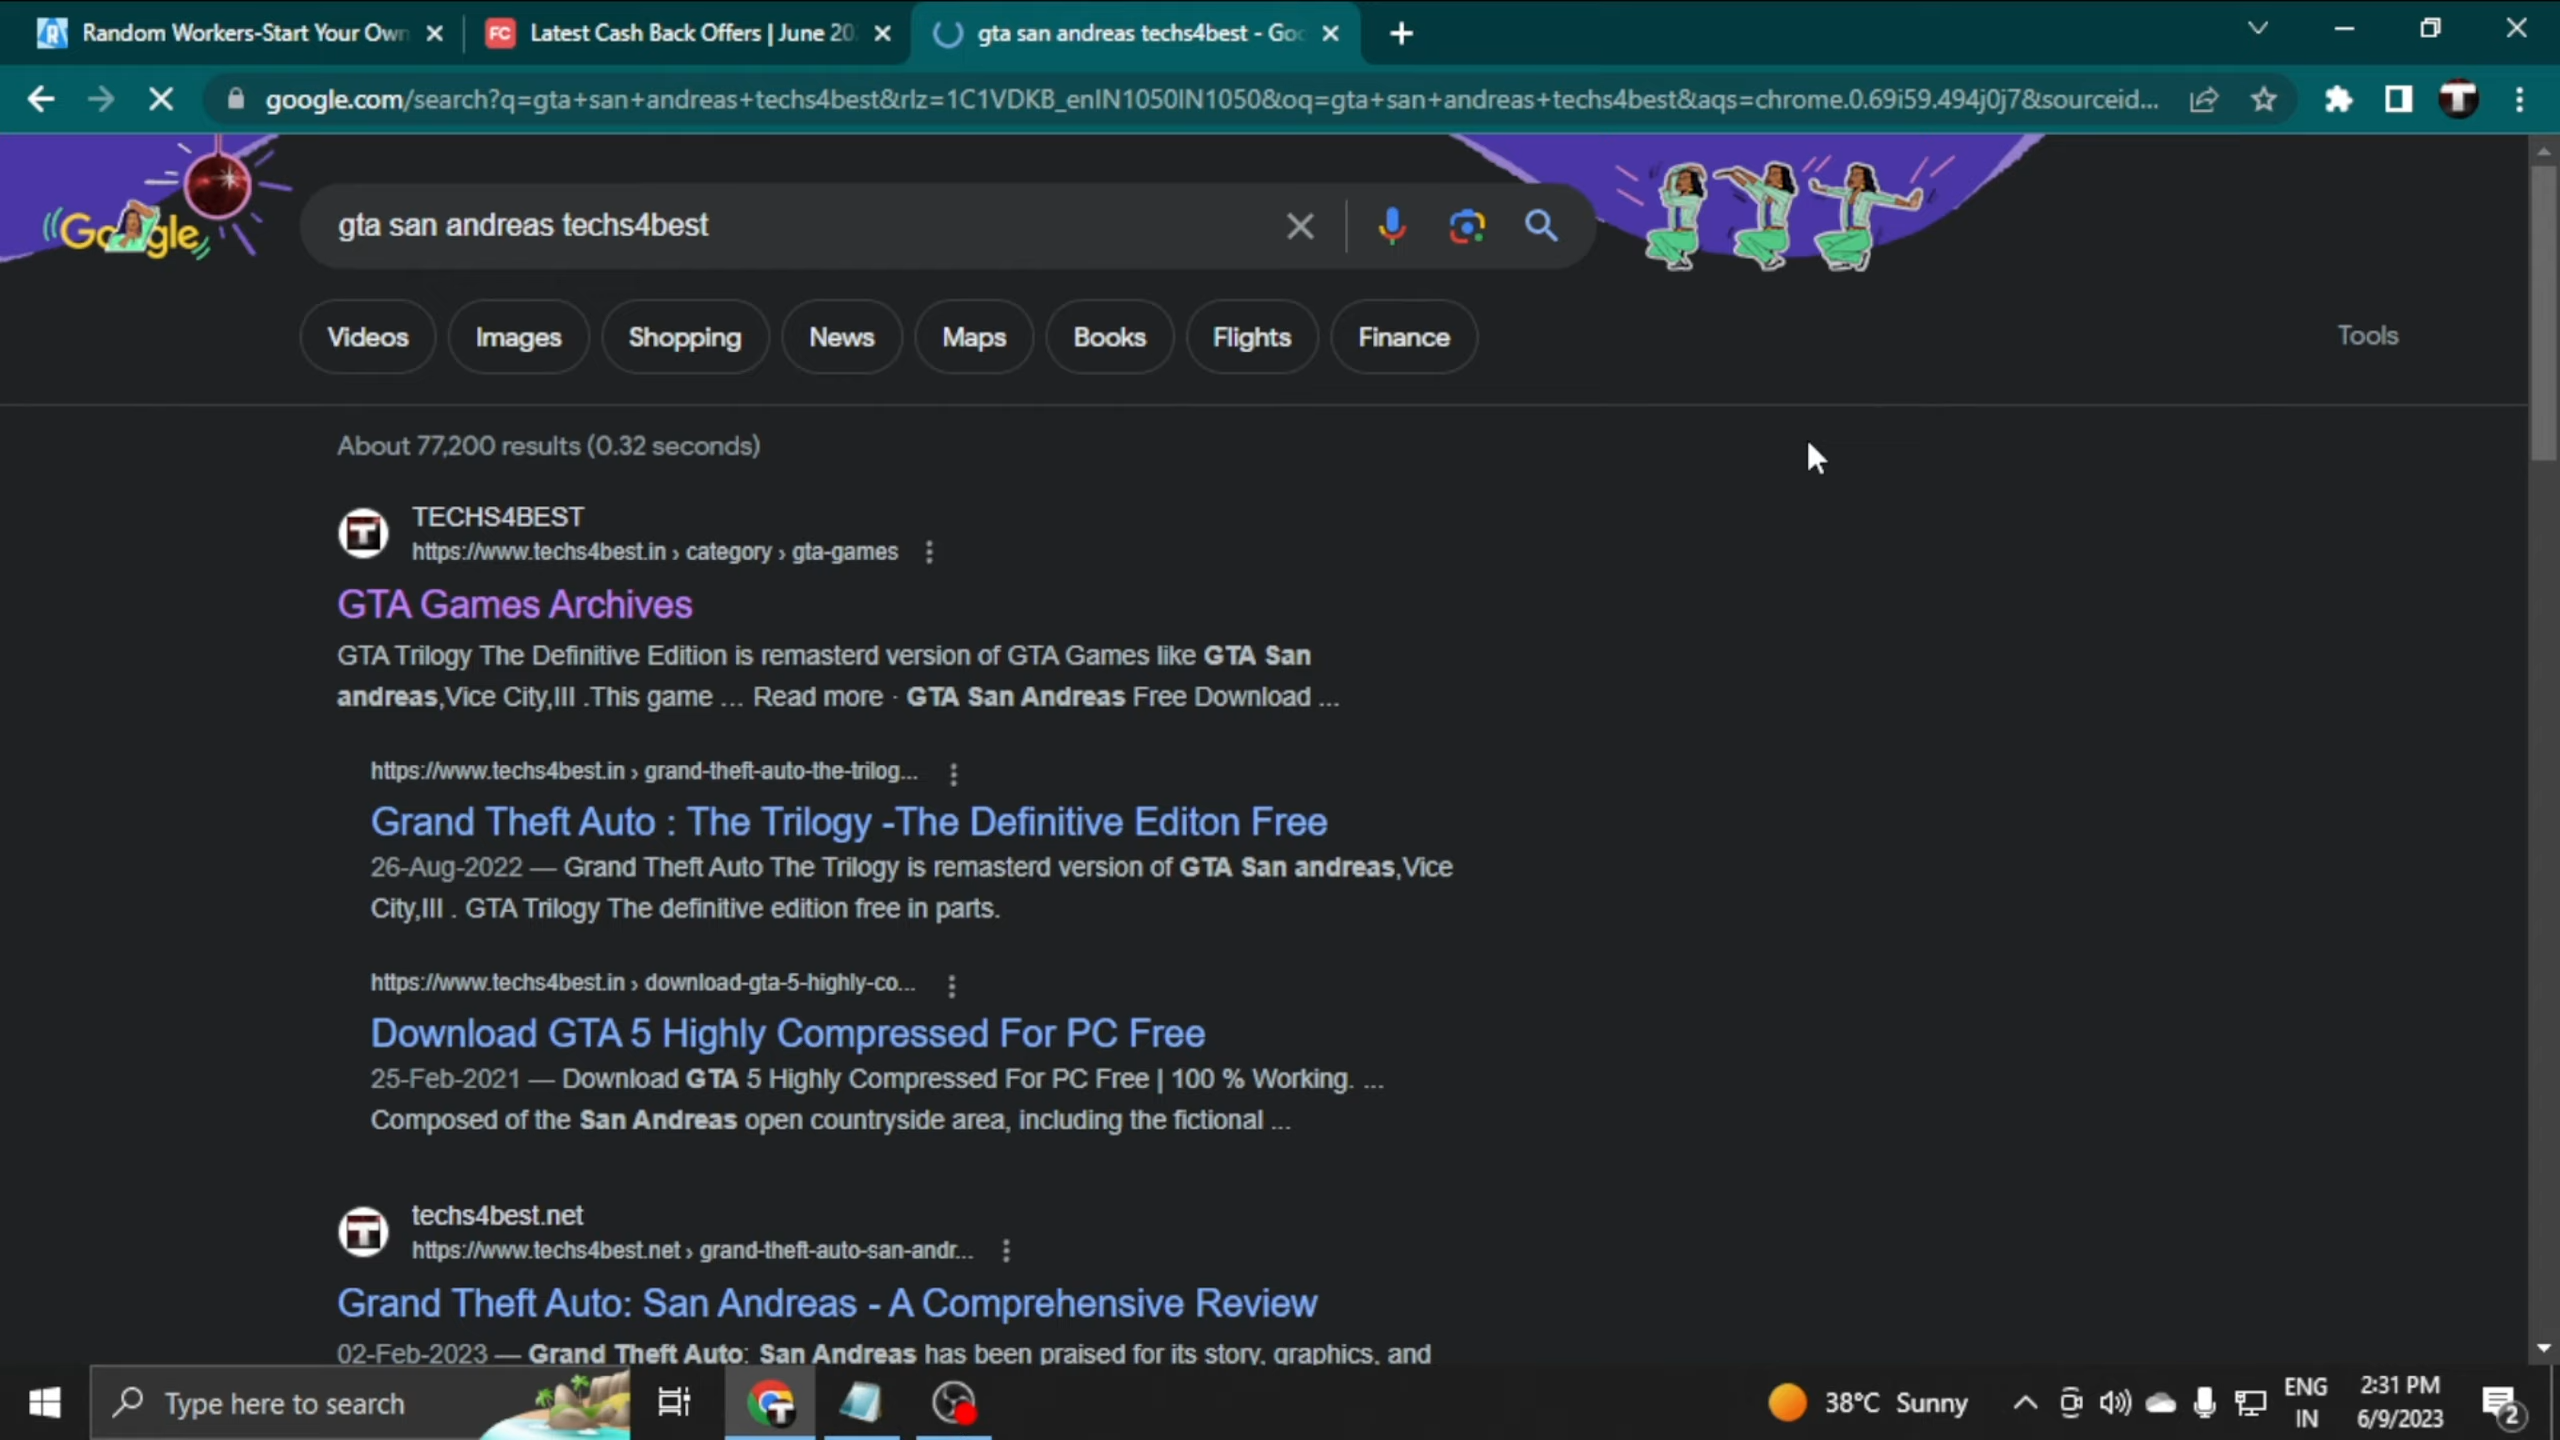 Random Workers-Start Your Own
Latest Cash Back Offers | June 20
gta san andreas techs4best - Goo
google.com/search?q=gta+san+andreas+techs4best&rlz=1C1VDKB_enIN1050IN1050&oq=gta+san+andreas+techs4best&aqs=chrome.0.69i59.494j0j7&sourceid...
Google
gta san andreas techs4best
Videos
Images
Shopping
News
Maps
Books
Flights
Finance
Tools
About 77,200 results (0.32 seconds)
TECHS4BEST
https://www.techs4best.in › category › gta-games
GTA Games Archives
GTA Trilogy The Definitive Edition is remasterd version of GTA Games like GTA San
andreas,Vice City,III .This game ... Read more · GTA San Andreas Free Download ...
https://www.techs4best.in › grand-theft-auto-the-trilog...
Grand Theft Auto : The Trilogy -The Definitive Editon Free
26-Aug-2022 — Grand Theft Auto The Trilogy is remasterd version of GTA San andreas,Vice
City,III . GTA Trilogy The definitive edition free in parts.
https://www.techs4best.in › download-gta-5-highly-co...
Download GTA 5 Highly Compressed For PC Free
25-Feb-2021 — Download GTA 5 Highly Compressed For PC Free | 100 % Working. ...
Composed of the San Andreas open countryside area, including the fictional ...
techs4best.net
https://www.techs4best.net › grand-theft-auto-san-andr...
Grand Theft Auto: San Andreas - A Comprehensive Review
02-Feb-2023 — Grand Theft Auto: San Andreas has been praised for its story, graphics, and
Type here to search
38°C Sunny
ENG
IN
2:31 PM
6/9/2023
2